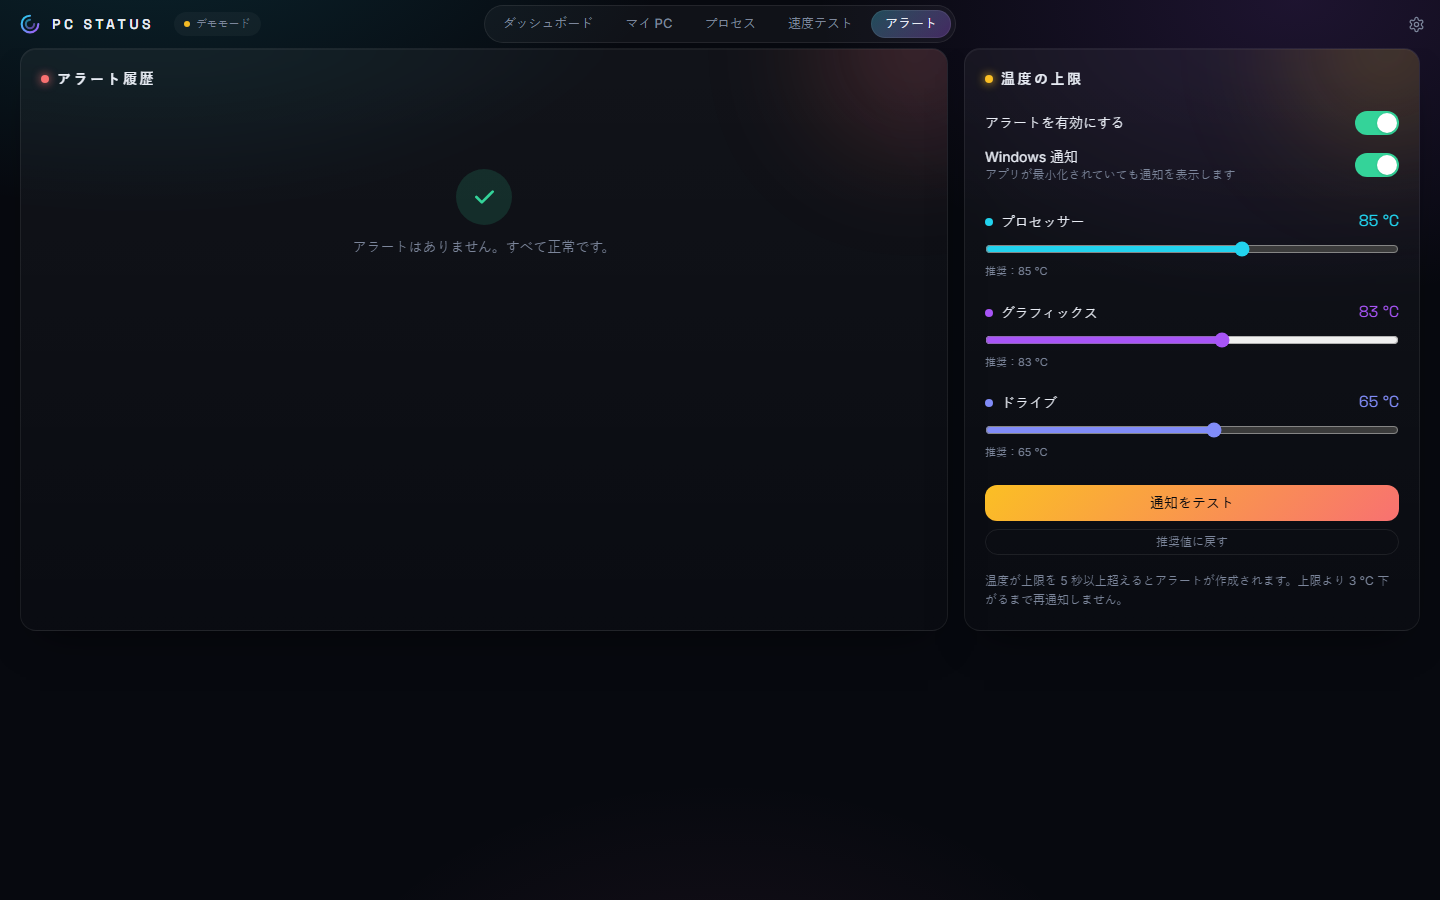 PC STATUS
デモモード
ダッシュボード
マイ PC
プロセス
速度テスト
アラート
アラート履歴
アラートはありません。すべて正常です。
温度の上限
アラートを有効にする
Windows 通知
アプリが最小化されていても通知を表示します
プロセッサー
85 °C
推奨：85 °C
グラフィックス
83 °C
推奨：83 °C
ドライブ
65 °C
推奨：65 °C
通知をテスト
推奨値に戻す
温度が上限を 5 秒以上超えるとアラートが作成されます。上限より 3 °C 下
がるまで再通知しません。